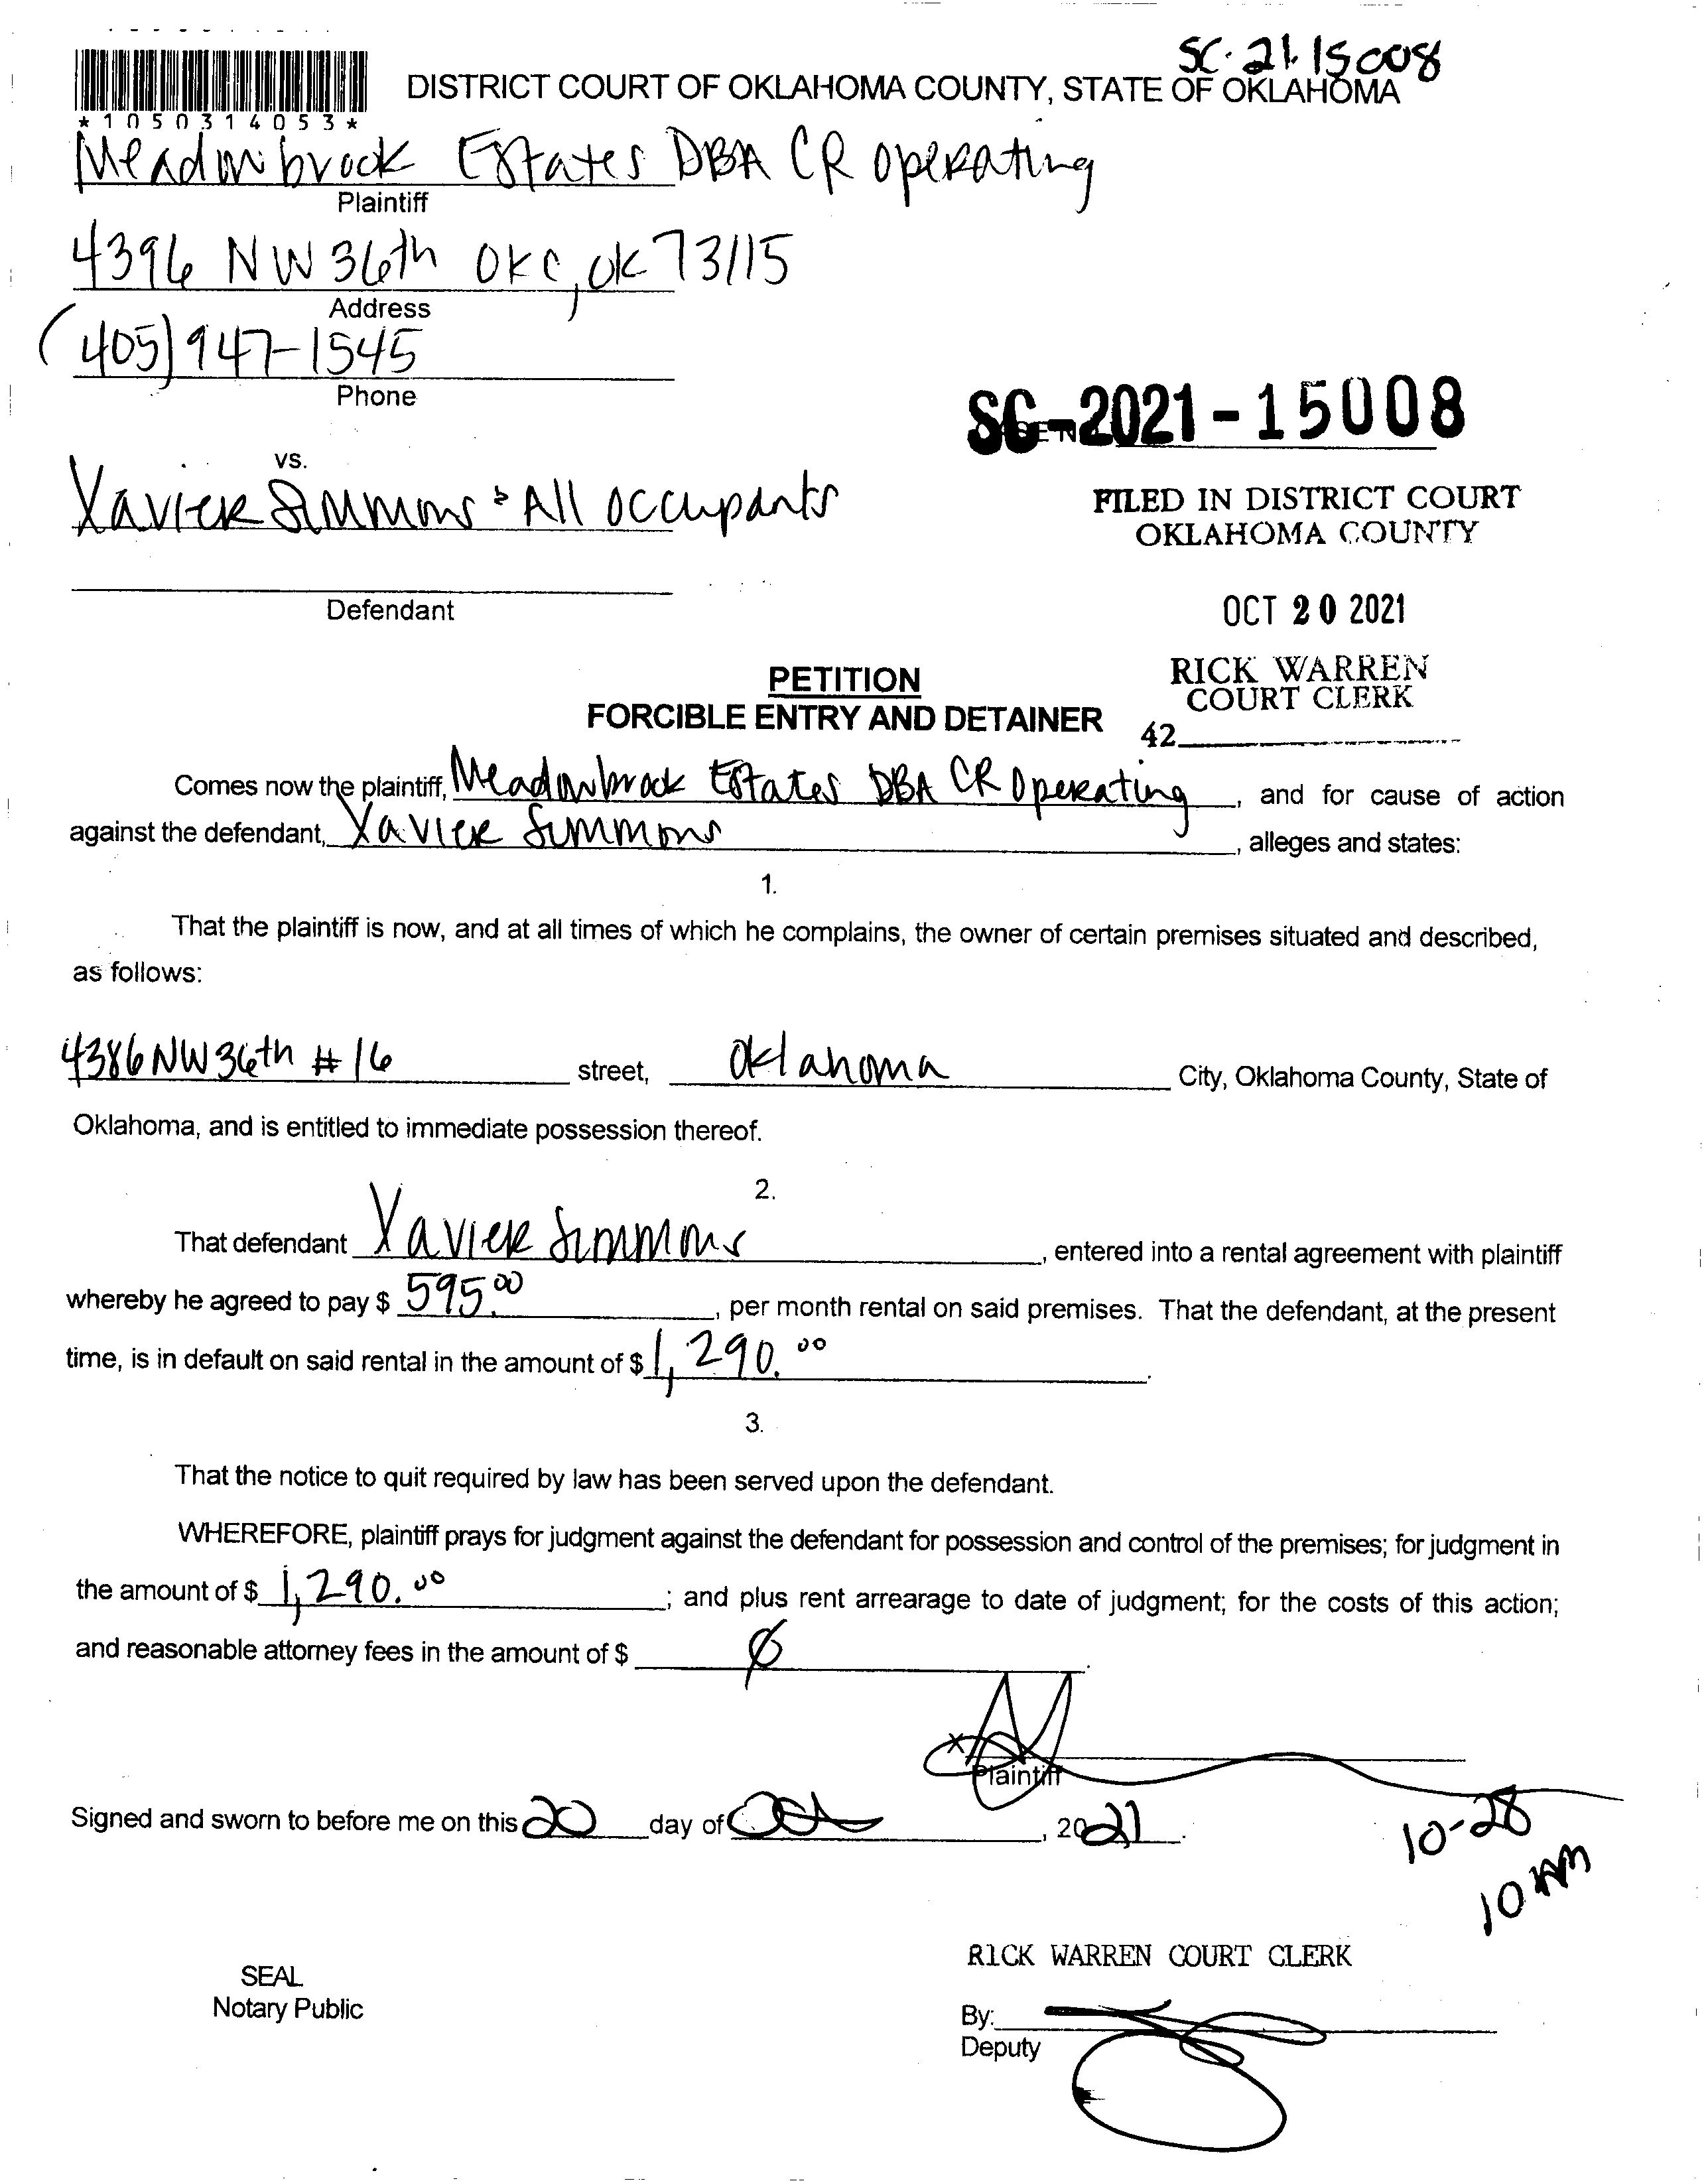 SC-21-15008
DISTRICT COURT OF OKLAHOMA COUNTY, STATE OF OKLAHOMA
*1050314053*
Meadowbrook Estates DBA CR Operating
Plaintiff
4396 NW 36th OKC, OK 73115
Address
(405) 947-1545
Phone
SC-2021-15008
vs.
Xavier Simmons & All occupants
FILED IN DISTRICT COURT
OKLAHOMA COUNTY
Defendant
OCT 20 2021
RICK WARREN
COURT CLERK
42
PETITION
FORCIBLE ENTRY AND DETAINER
Comes now the plaintiff, Meadowbrook Estates DBA CR Operating, and for cause of action
against the defendant, Xavier Simmons, alleges and states:
1.
That the plaintiff is now, and at all times of which he complains, the owner of certain premises situated and described,
as follows:
4386 NW 36th # 16 street, Oklahoma City, Oklahoma County, State of
Oklahoma, and is entitled to immediate possession thereof.
2.
That defendant Xavier Simmons, entered into a rental agreement with plaintiff
whereby he agreed to pay $ 595.00, per month rental on said premises. That the defendant, at the present
time, is in default on said rental in the amount of $ 1,290.00.
3.
That the notice to quit required by law has been served upon the defendant.
WHEREFORE, plaintiff prays for judgment against the defendant for possession and control of the premises; for judgment in
the amount of $ 1,290.00; and plus rent arrearage to date of judgment; for the costs of this action;
and reasonable attorney fees in the amount of $ Ø.
X
Plaintiff
Signed and sworn to before me on this 20 day of Oct, 2021.
10-28
10 AM
RICK WARREN COURT CLERK
SEAL
Notary Public
By:
Deputy